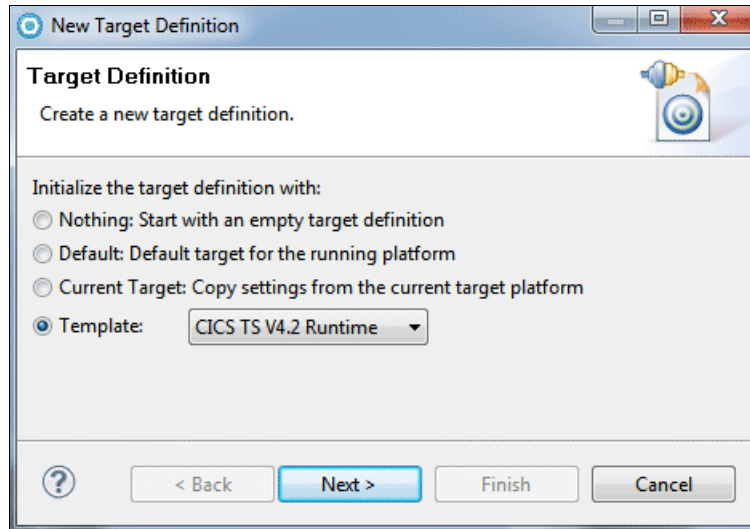 New Target Definition
Target Definition
Create a new target definition.
Initialize the target definition with:
Nothing: Start with an empty target definition
Default: Default target for the running platform
Current Target: Copy settings from the current target platform
Template: CICS TS V4.2 Runtime
? < Back Next > Finish Cancel